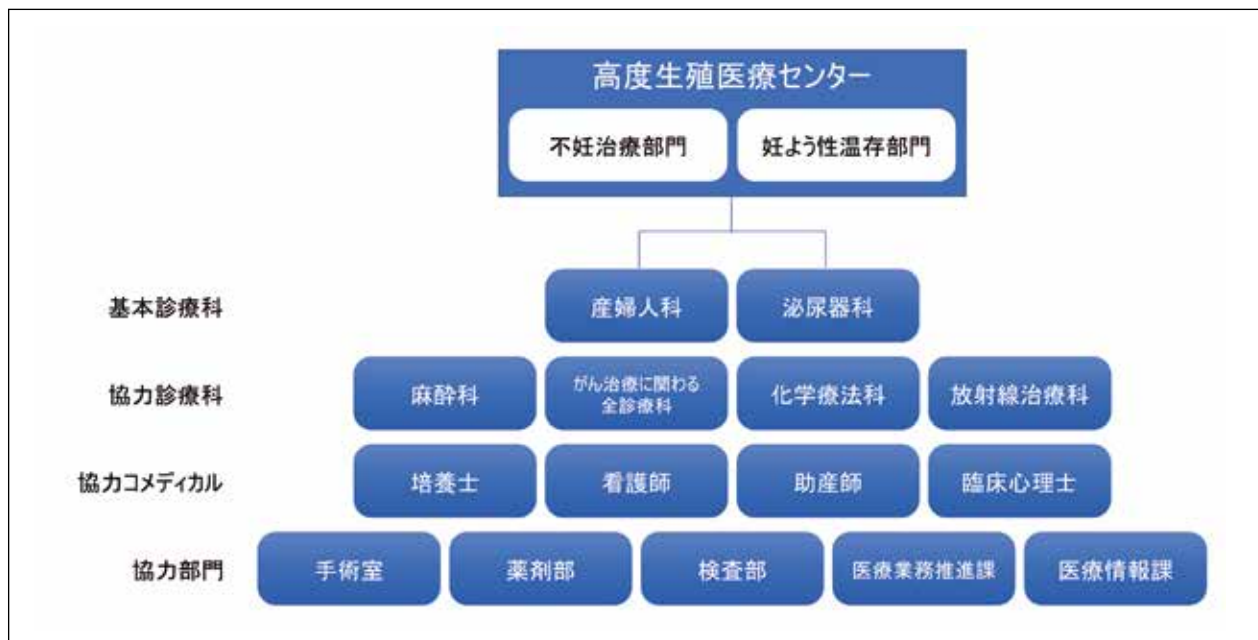 高度生殖医療センター
不妊治療部門
妊よう性温存部門
基本診療科
産婦人科
泌尿器科
協力診療科
麻酔科
がん治療に関わる
全診療科
化学療法科
放射線治療科
協力コメディカル
培養士
看護師
助産師
臨床心理士
協力部門
手術室
薬剤部
検査部
医療業務推進課
医療情報課